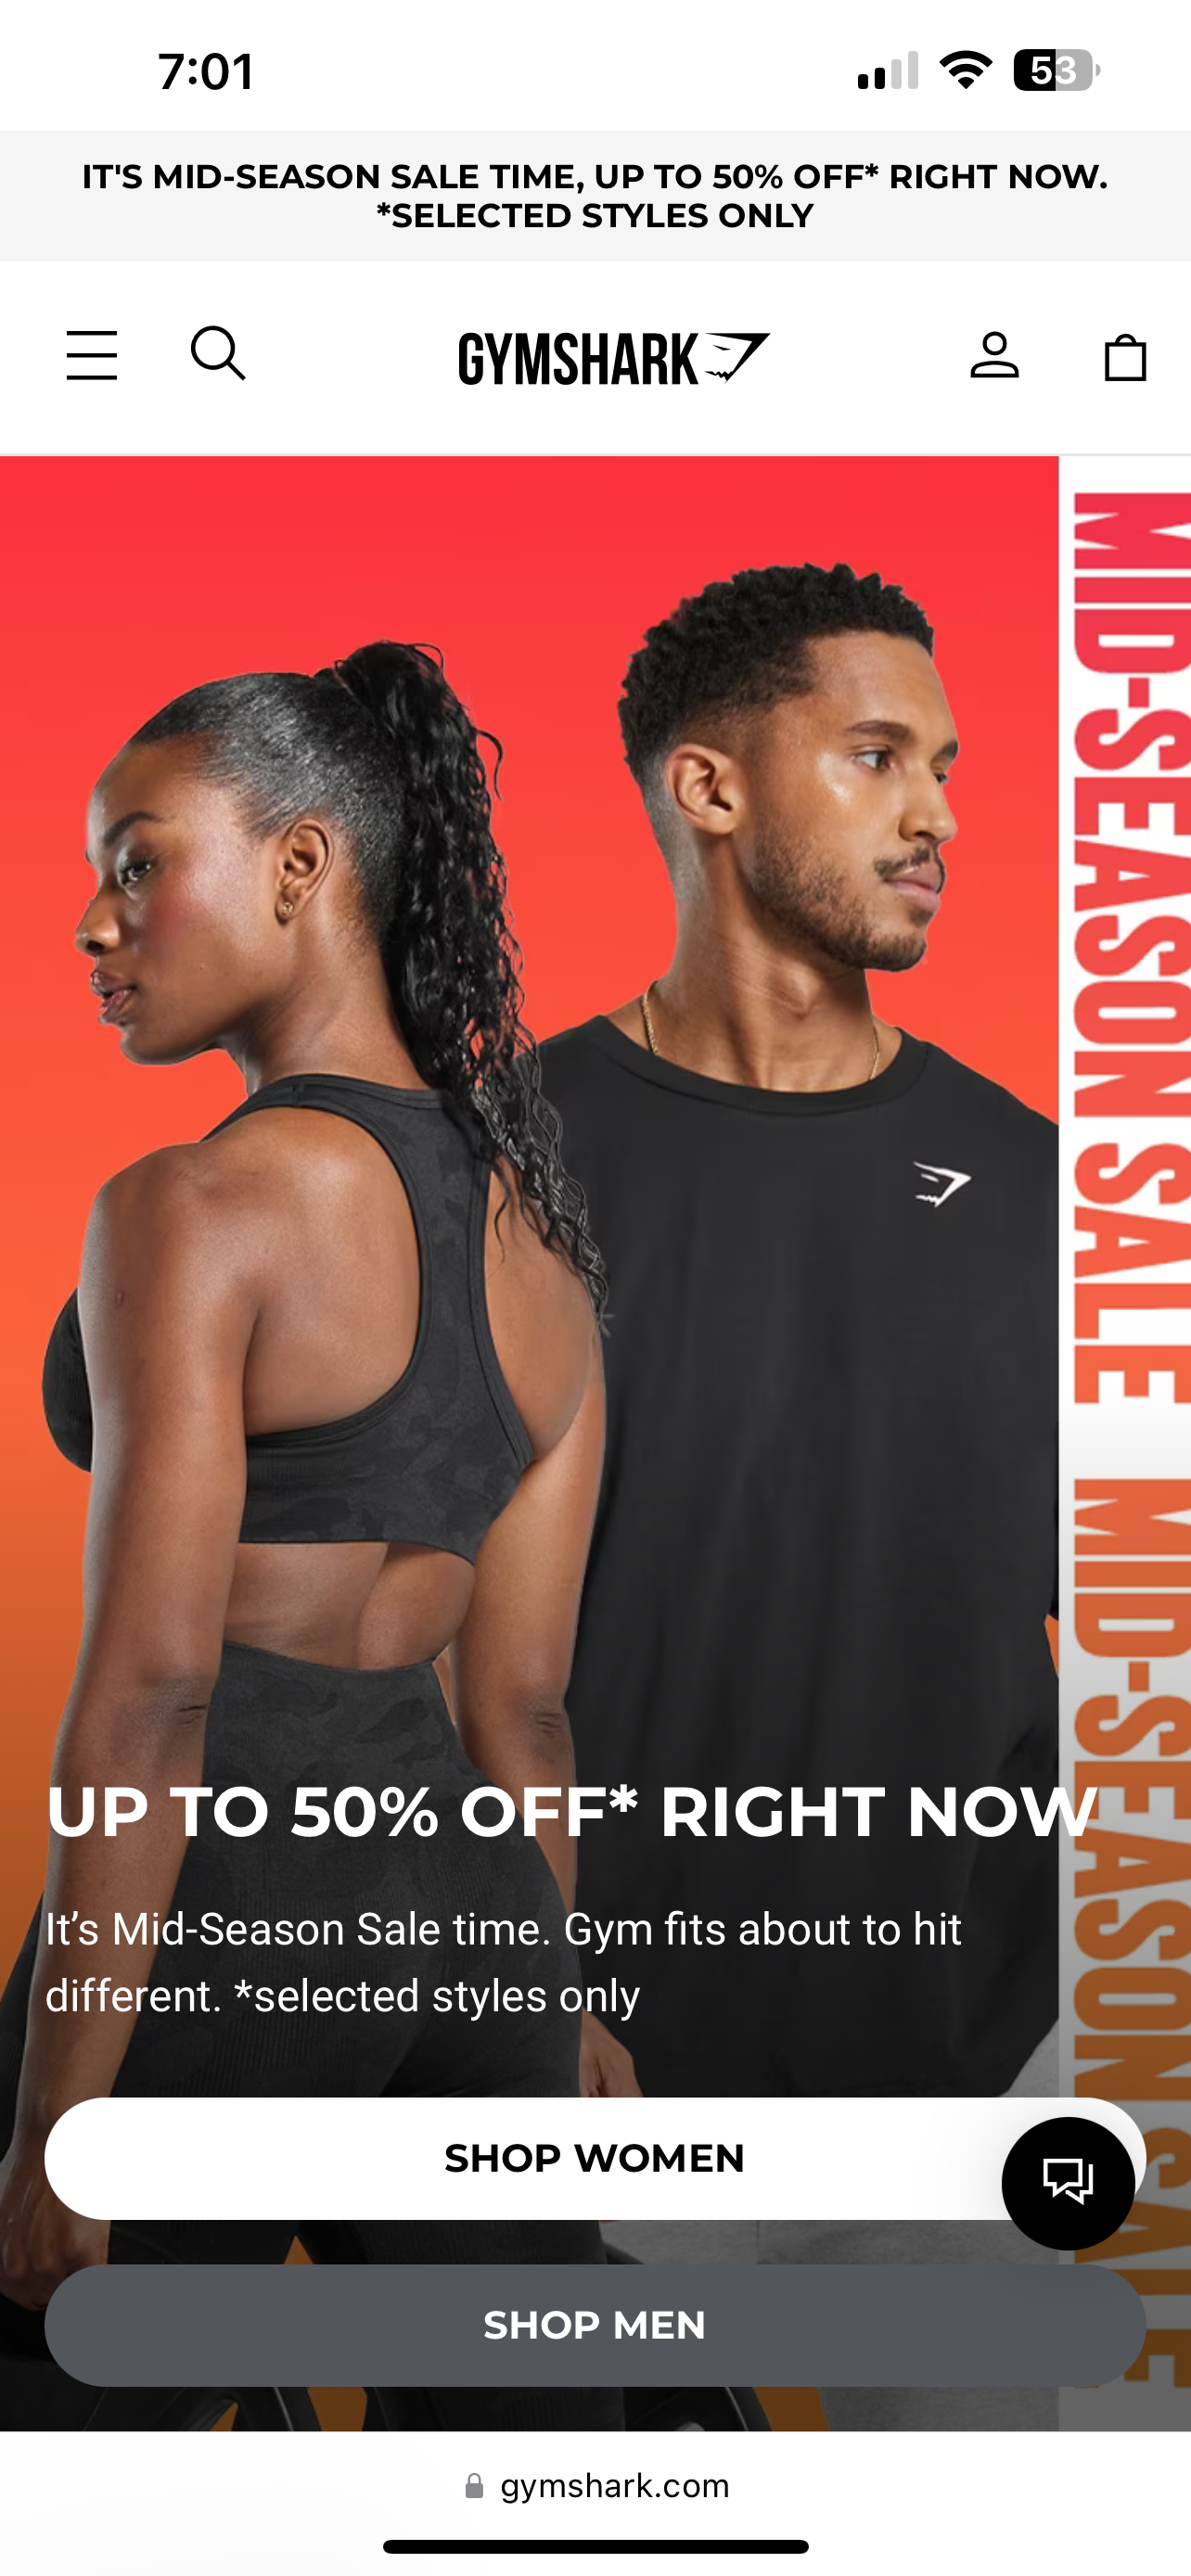 7:01
53
IT'S MID-SEASON SALE TIME, UP TO 50% OFF* RIGHT NOW.
*SELECTED STYLES ONLY
GYMSHARK
MID-SEASON SALE MID-SEASON SALE
UP TO 50% OFF* RIGHT NOW
It’s Mid-Season Sale time. Gym fits about to hit
different. *selected styles only
SHOP WOMEN
SHOP MEN
gymshark.com